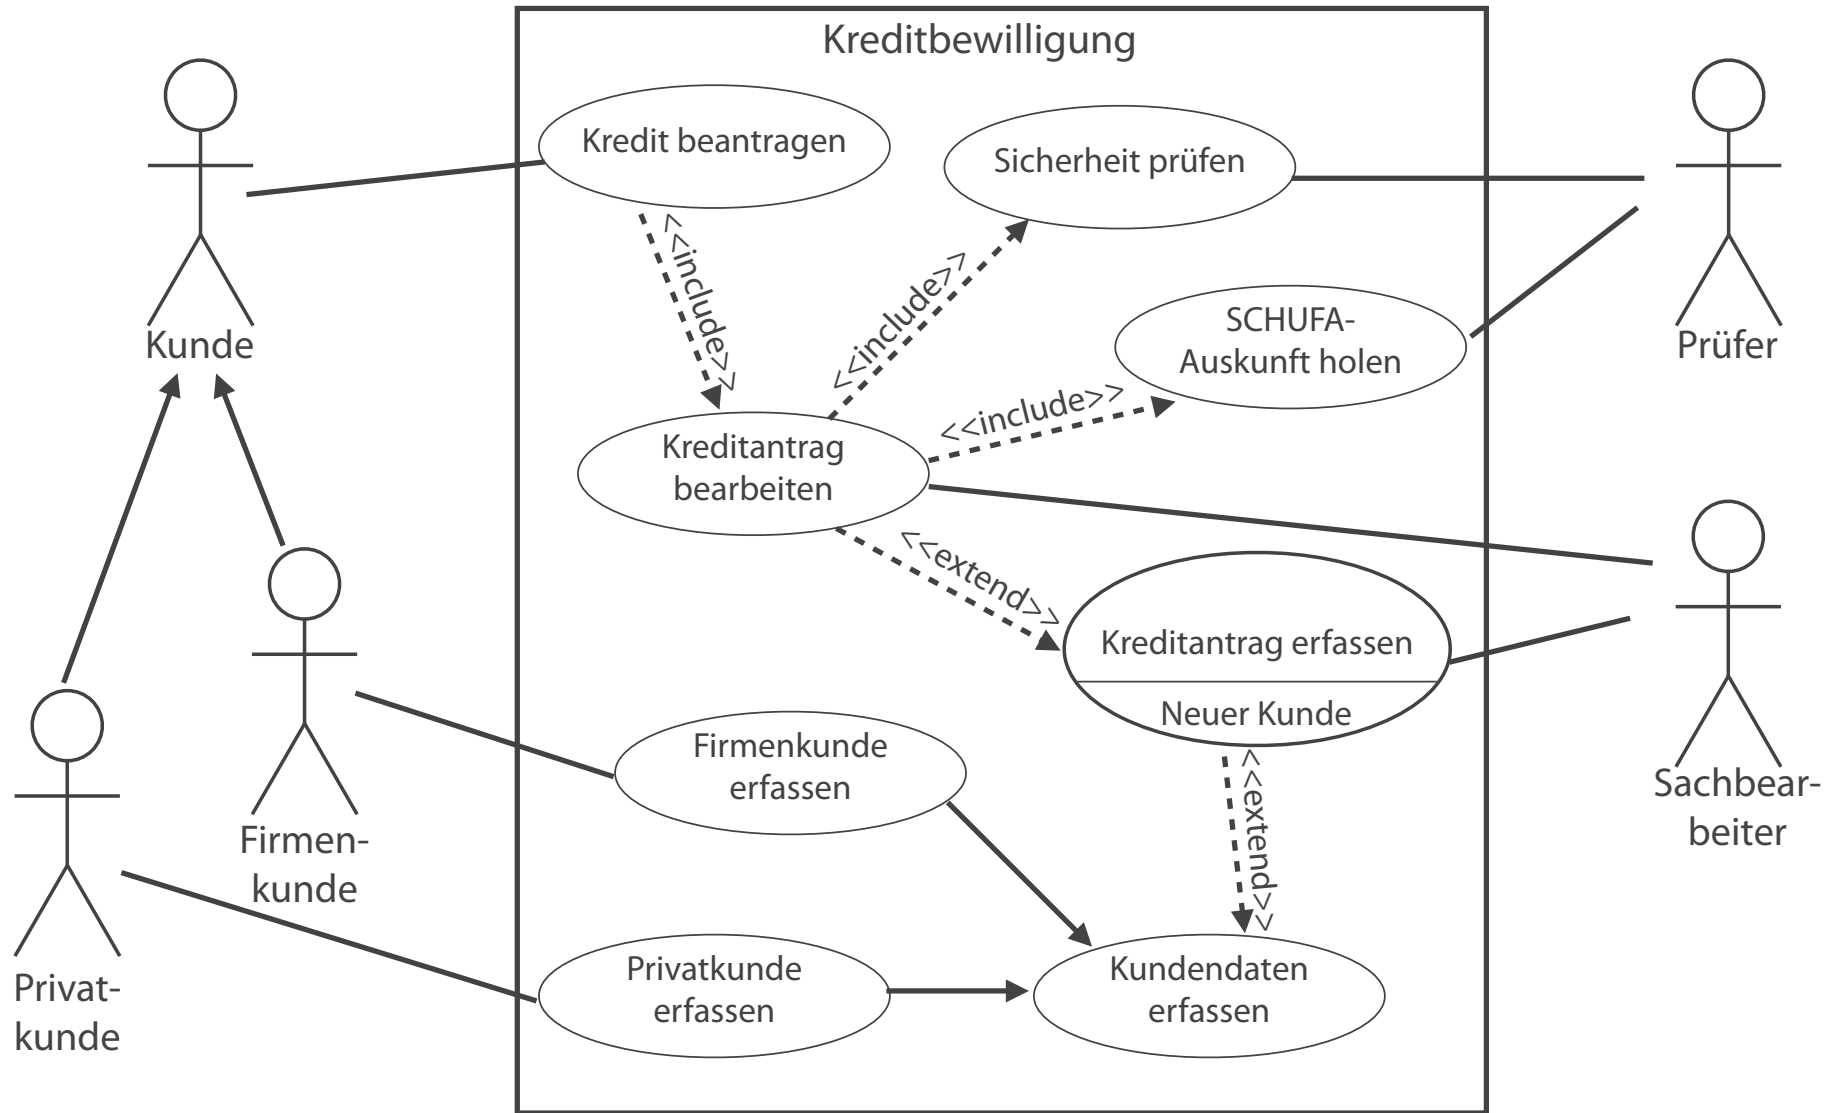 Kreditbewilligung
Kredit beantragen
Sicherheit prüfen
<<include>>
<<include>>
SCHUFA-
Auskunft holen
Kunde
Prüfer
<<include>>
Kreditantrag
bearbeiten
<<extend>>
Kreditantrag erfassen
Neuer Kunde
Firmenkunde
erfassen
<<extend>>
Sachbear-
beiter
Firmen-
kunde
Privatkunde
erfassen
Kundendaten
erfassen
Privat-
kunde